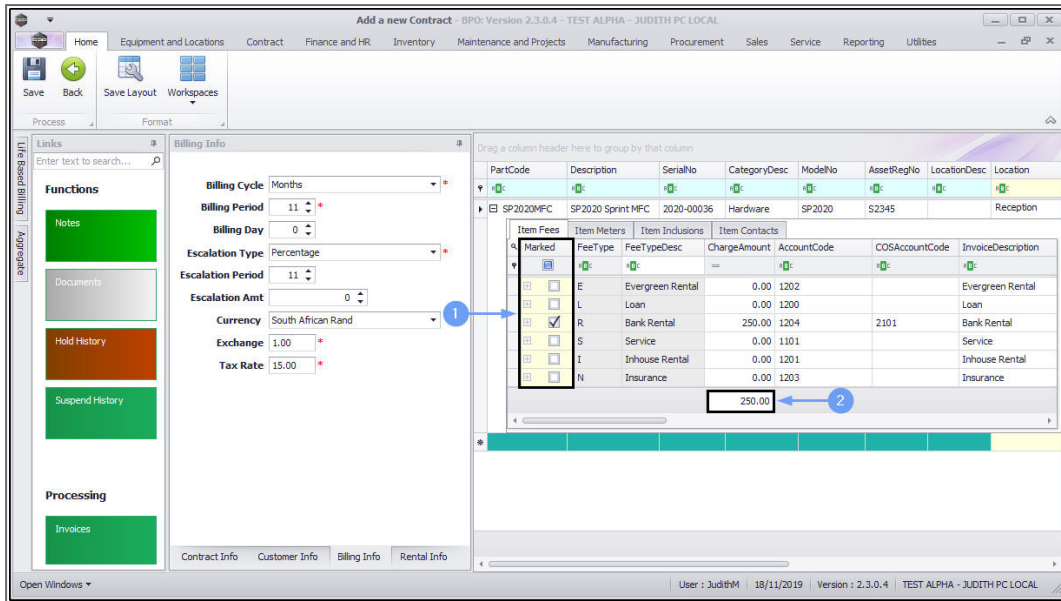 Add a new Contract - BPO: Version 2.3.0.4 - TEST ALPHA - JUDITH PC LOCAL
Home Equipment and Locations Contract Finance and HR Inventory Maintenance and Projects Manufacturing Procurement Sales Service Reporting Utilities
Save Back Save Layout Workspaces
Process Format
Life Based Billing
Aggregate
Links
Enter text to search...
Functions
Notes
Documents
Hold History
Suspend History
Processing
Invoices
Billing Info
Billing Cycle Months *
Billing Period 11 *
Billing Day 0
Escalation Type Percentage *
Escalation Period 11
Escalation Amt 0
Currency South African Rand
Exchange 1.00 *
Tax Rate 15.00 *
Contract Info Customer Info Billing Info Rental Info
Drag a column header here to group by that column
PartCode Description SerialNo CategoryDesc ModelNo AssetRegNo LocationDesc Location
SP2020MFC SP2020 Sprint MFC 2020-00036 Hardware SP2020 S2345 Reception
Item Fees Item Meters Item Inclusions Item Contacts
Marked FeeType FeeTypeDesc ChargeAmount AccountCode COSAccountCode InvoiceDescription
=
E Evergreen Rental 0.00 1202 Evergreen Rental
L Loan 0.00 1200 Loan
R Bank Rental 250.00 1204 2101 Bank Rental
S Service 0.00 1101 Service
I Inhouse Rental 0.00 1201 Inhouse Rental
N Insurance 0.00 1203 Insurance
250.00
1
2
Open Windows
User : JudithM 18/11/2019 Version : 2.3.0.4 TEST ALPHA - JUDITH PC LOCAL